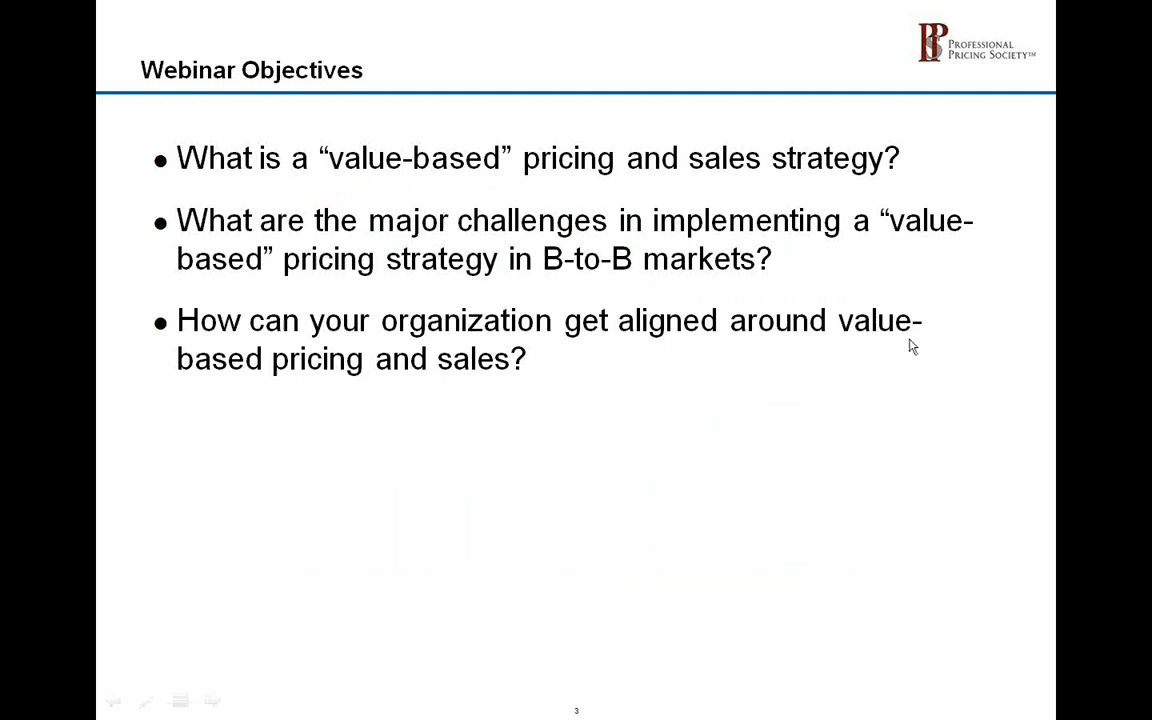 PROFESSIONAL
PRICING SOCIETY™
Webinar Objectives
● What is a “value-based” pricing and sales strategy?
● What are the major challenges in implementing a “value-
based” pricing strategy in B-to-B markets?
● How can your organization get aligned around value-
based pricing and sales?
3